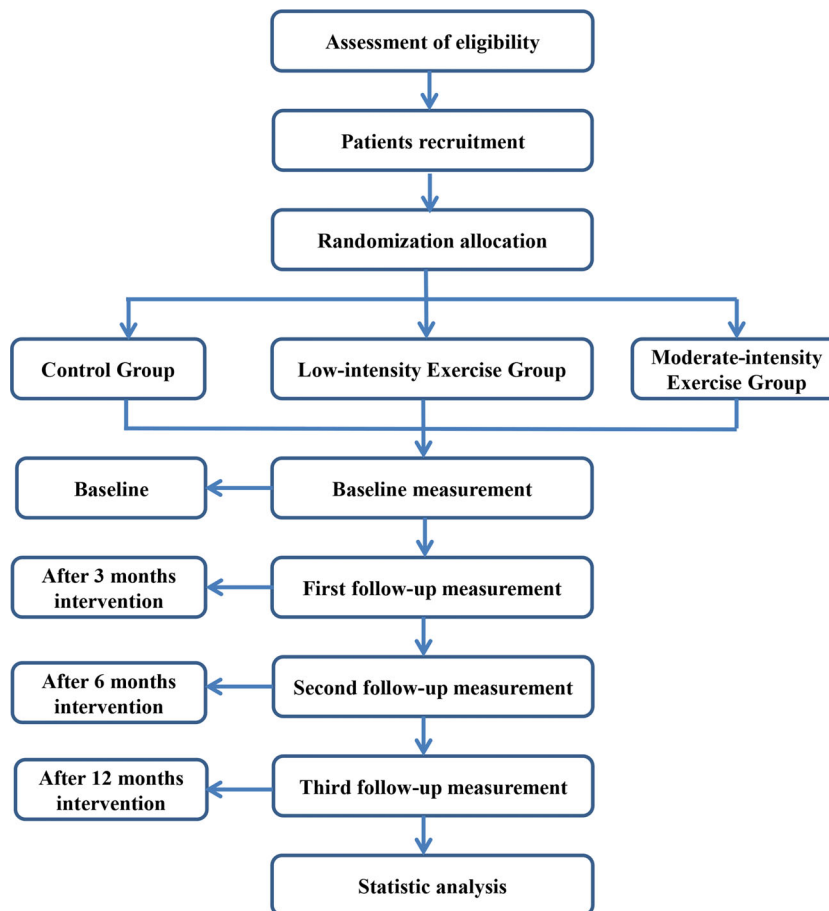 Assessment of eligibility
Patients recruitment
Randomization allocation
Control Group
Low-intensity Exercise Group
Moderate-intensity
Exercise Group
Baseline
Baseline measurement
After 3 months
intervention
First follow-up measurement
After 6 months
intervention
Second follow-up measurement
After 12 months
intervention
Third follow-up measurement
Statistic analysis